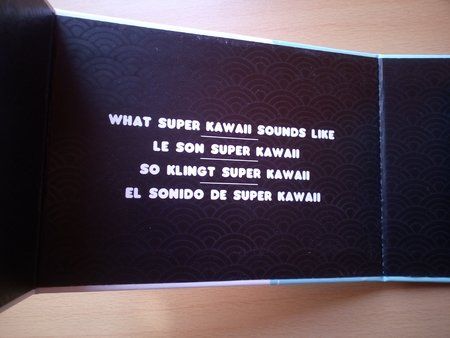 WHAT SUPER KAWAII SOUNDS LIKE
LE SON SUPER KAWAII
SO KLINGT SUPER KAWAII
EL SONIDO DE SUPER KAWAII